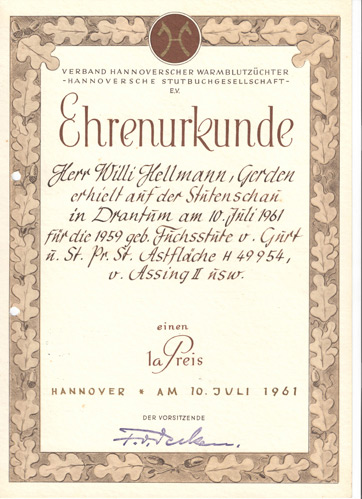 VERBAND HANNOVERSCHER WARMBLUTZÜCHTER
-HANNOVERSCHE STUTBUCHGESELLSCHAFT-
E.V.
Ehrenurkunde
Herr Willi Hellmann, Gerden
erhielt auf der Stutenschau
in Drantum am 10. Juli 1961
für die 1959 geb. Fuchsstute v. Gurt
u. St. Pr. St. Astfläche H 49954,
v. Assing II usw.
einen
1a Preis
HANNOVER * AM 10. JULI 1961
DER VORSITZENDE